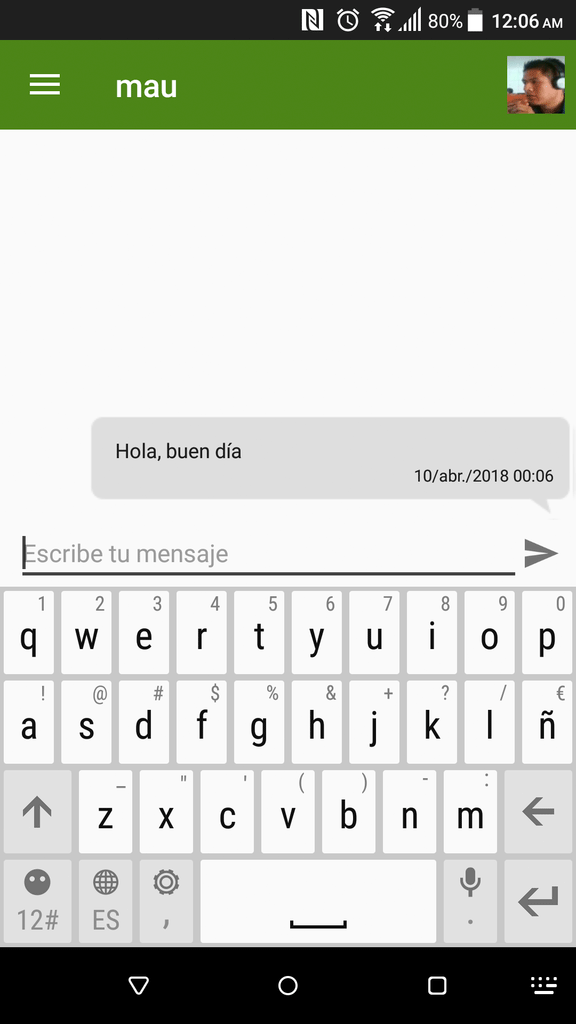 80% 12:06 AM
mau
Hola, buen día
10/abr./2018 00:06
Escribe tu mensaje
1 2 3 4 5 6 7 8 9 0
q w e r t y u i o p
! @ # $ % & + ? / €
a s d f g h j k l ñ
_ " ' ( ) - :
z x c v b n m
12# ES , .